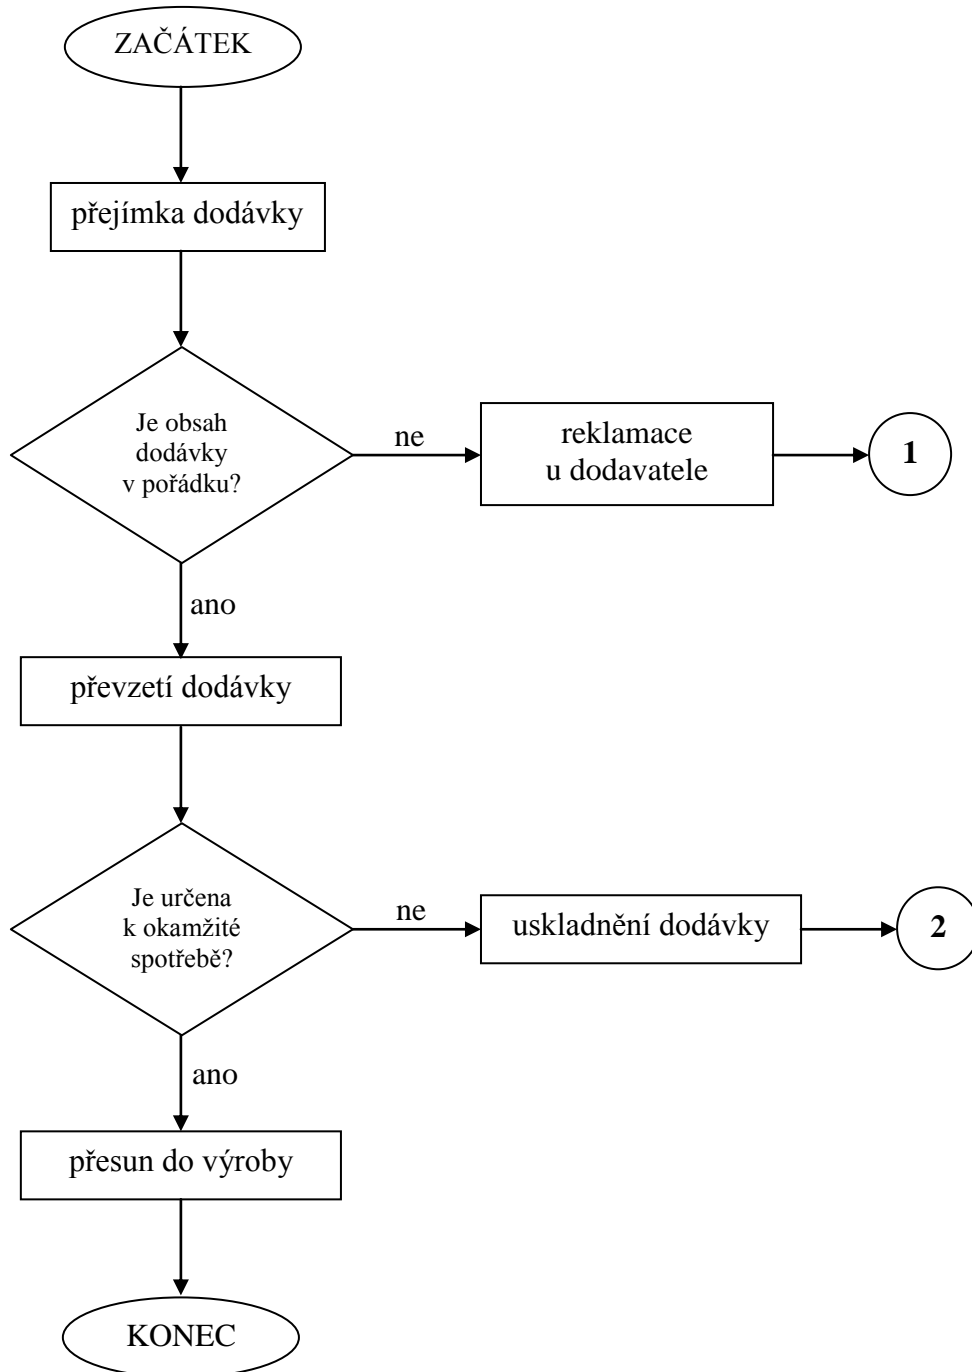 ZAČÁTEK
přejímka dodávky
Je obsah
dodávky
v pořádku?
ne
reklamace
u dodavatele
1
ano
převzetí dodávky
Je určena
k okamžité
spotřebě?
ne
uskladnění dodávky
2
ano
přesun do výroby
KONEC